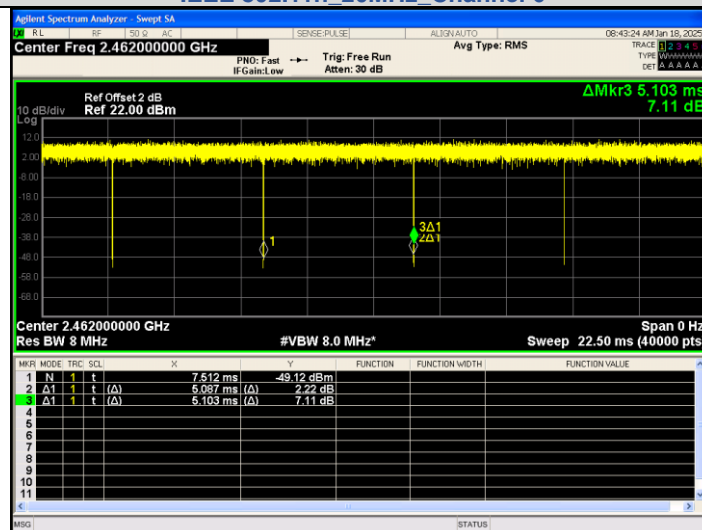 Agilent Spectrum Analyzer - Swept SA
RL RF 50 Ω AC SENSE:PULSE ALIGN AUTO 08:43:24 AM Jan 18, 2025
Center Freq 2.462000000 GHz Avg Type: RMS TRACE 1 2 3 4 5
PNO: Fast Trig: Free Run TYPE
IFGain:Low Atten: 30 dB DET A A A A A
ΔMkr3 5.103 ms
Ref Offset 2 dB
10 dB/div Ref 22.00 dBm 7.11 dB
Log
12.0
2.00
-8.00
-18.0
-28.0
3Δ1
-38.0
2Δ1
1
-48.0
-58.0
-68.0
Center 2.462000000 GHz Span 0 Hz
Res BW 8 MHz #VBW 8.0 MHz* Sweep 22.50 ms (40000 pts
MKR MODE TRC SCL X Y FUNCTION FUNCTION WIDTH FUNCTION VALUE
1 N 1 t 7.512 ms -49.12 dBm
2 Δ1 1 t (Δ) 5.087 ms (Δ) 2.22 dB
3 Δ1 1 t (Δ) 5.103 ms (Δ) 7.11 dB
4
5
6
7
8
9
10
11
MSG STATUS